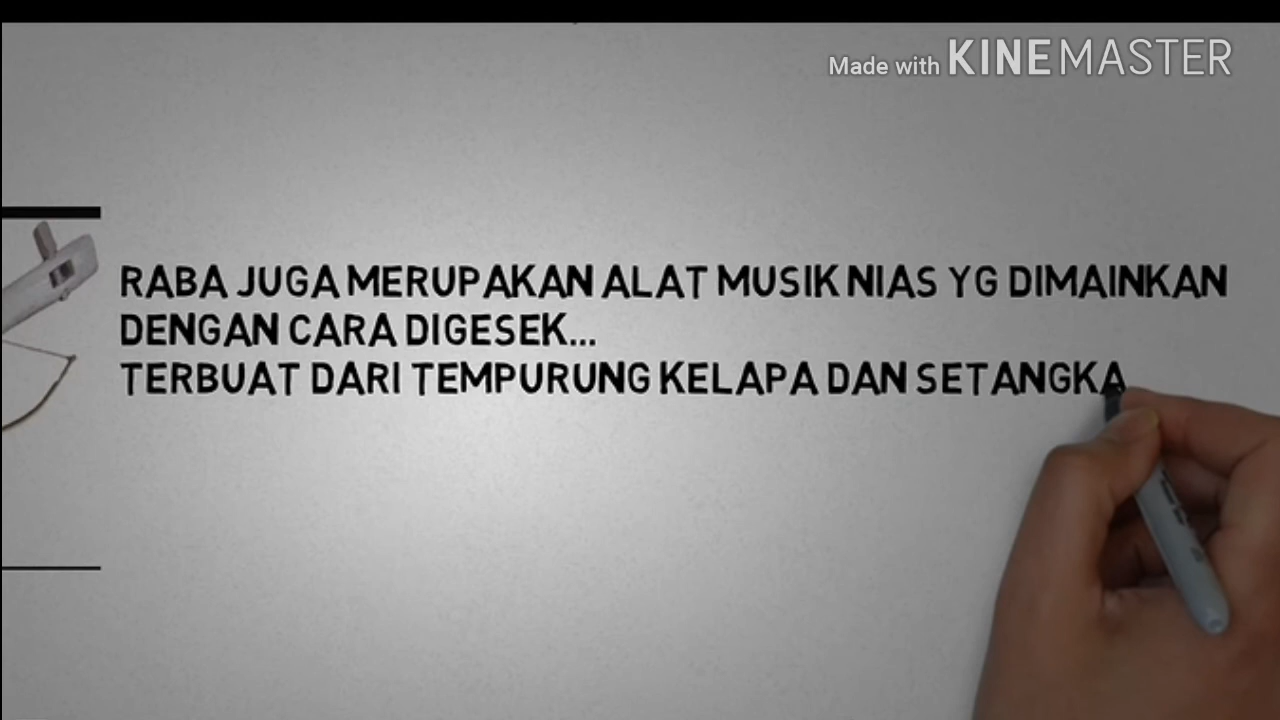 Made with KINEMASTER
RABA JUGA MERUPAKAN ALAT MUSIK NIAS YG DIMAINKAN
DENGAN CARA DIGESEK...
TERBUAT DARI TEMPURUNG KELAPA DAN SETANGKA